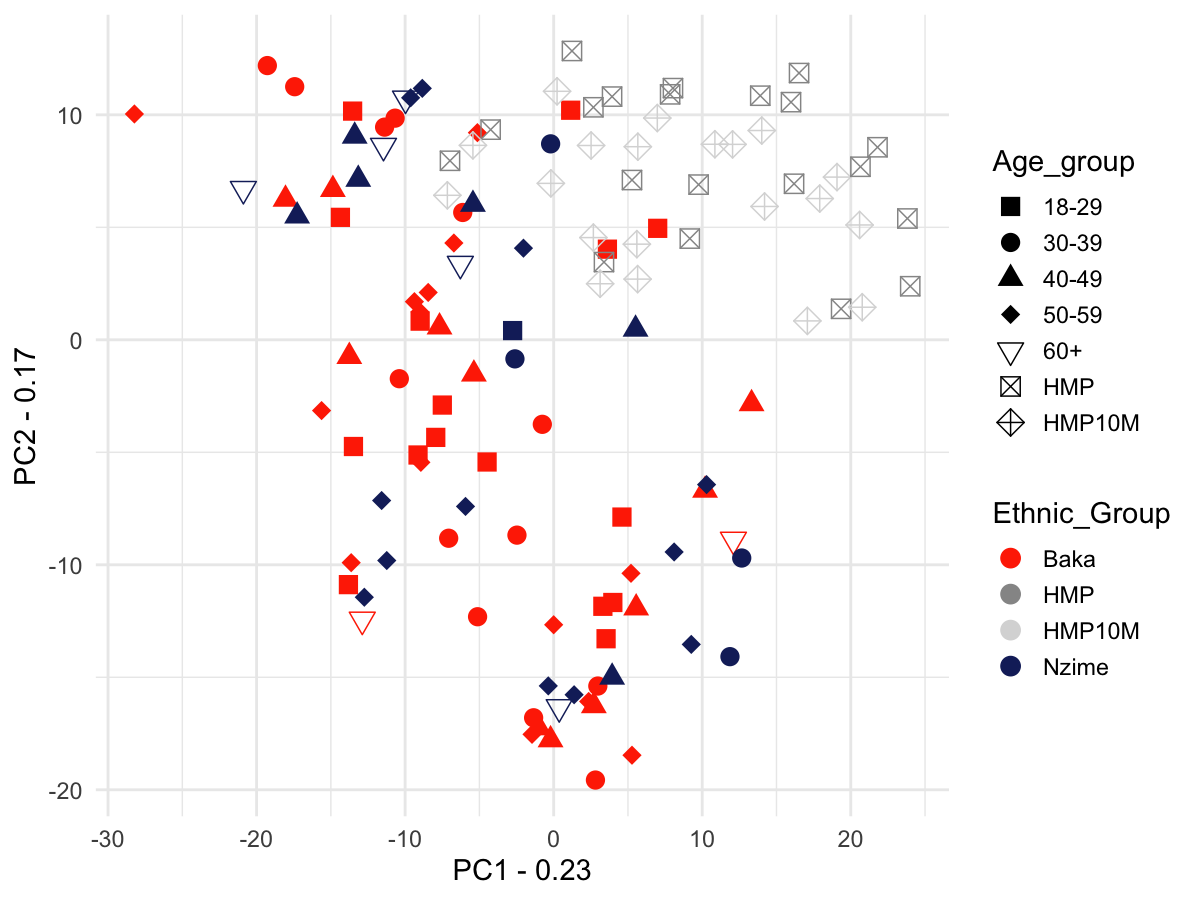 10
0
-10
-20
PC2 - 0.17
-30
-20
-10
0
10
20
PC1 - 0.23
Age_group
18-29
30-39
40-49
50-59
60+
HMP
HMP10M
Ethnic_Group
Baka
HMP
HMP10M
Nzime